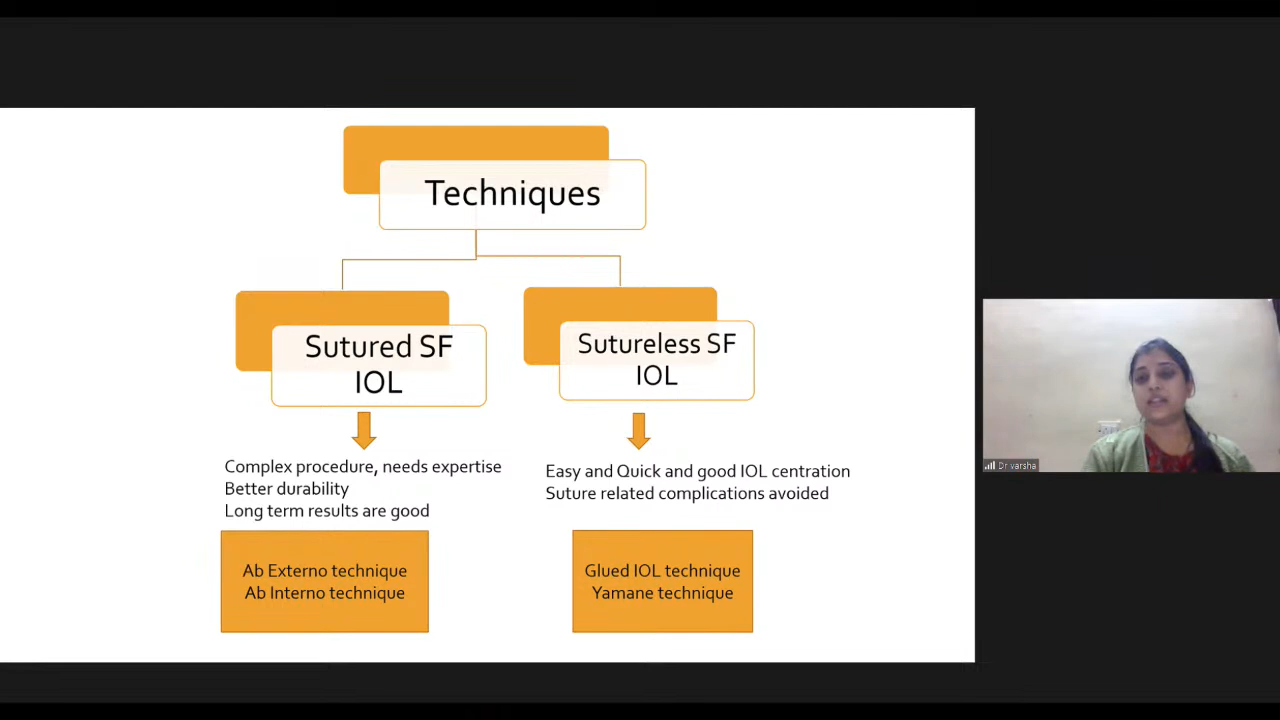 Techniques
Sutured SF
IOL
Sutureless SF
IOL
Complex procedure, needs expertise
Better durability
Long term results are good
Easy and Quick and good IOL centration
Suture related complications avoided
Ab Externo technique
Ab Interno technique
Glued IOL technique
Yamane technique
Dr varsha